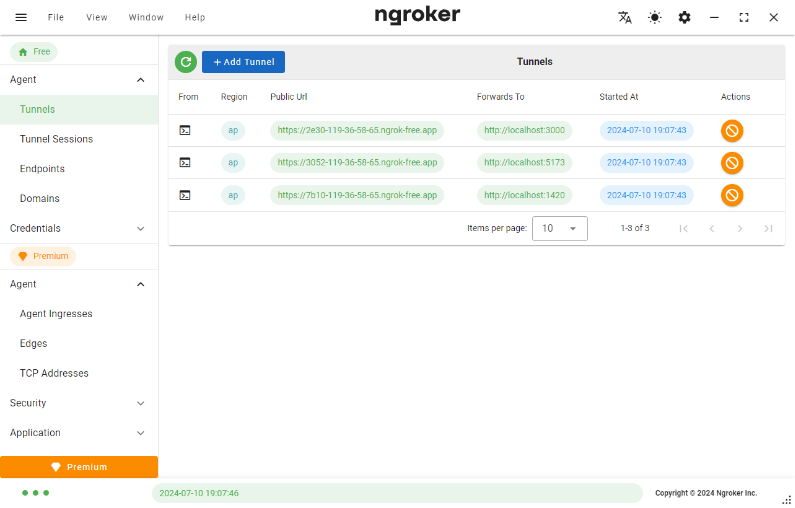 File View Window Help ngroker
Free
Agent
Tunnels
Tunnel Sessions
Endpoints
Domains
Credentials
Premium
Agent
Agent Ingresses
Edges
TCP Addresses
Security
Application
Premium
Add Tunnel Tunnels
From Region Public Url Forwards To Started At Actions
ap https://2e30-119-36-58-65.ngrok-free.app http://localhost:3000 2024-07-10 19:07:43
ap https://3052-119-36-58-65.ngrok-free.app http://localhost:5173 2024-07-10 19:07:43
ap https://7b10-119-36-58-65.ngrok-free.app http://localhost:1420 2024-07-10 19:07:43
Items per page: 10 1-3 of 3
2024-07-10 19:07:46 Copyright © 2024 Ngroker Inc.